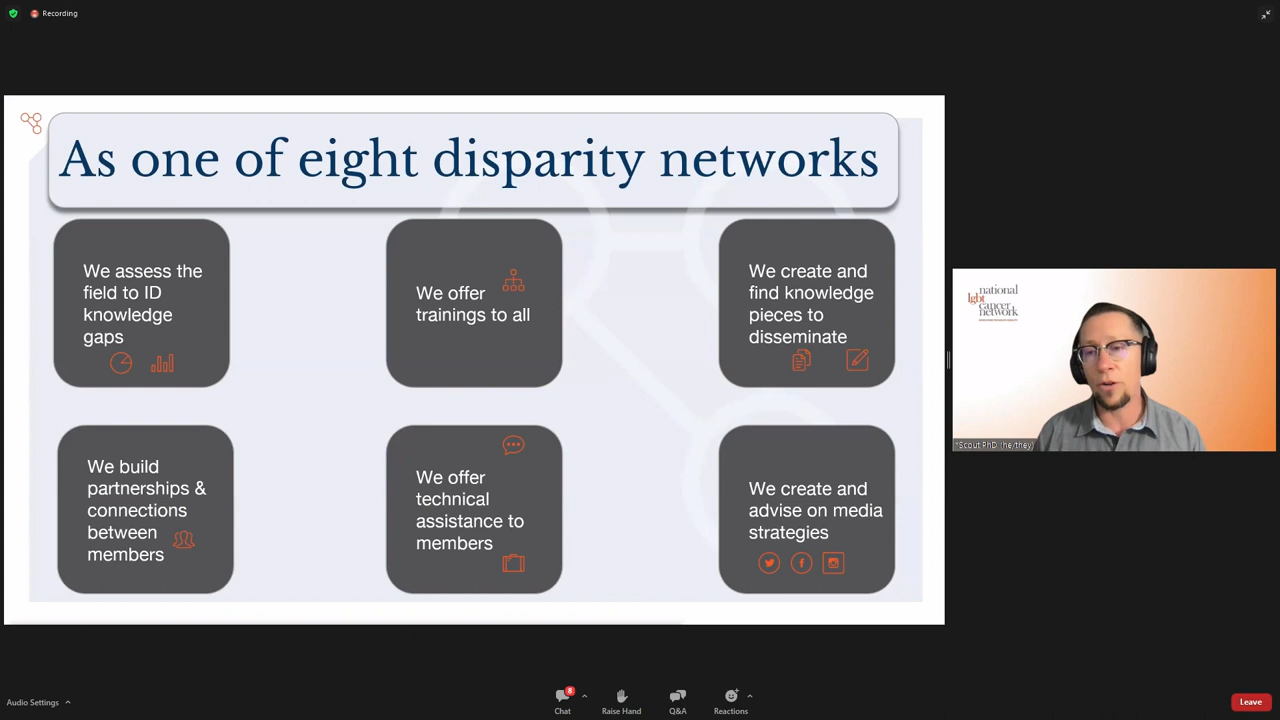 Recording
As one of eight disparity networks
We assess the
field to ID
knowledge
gaps
We offer
trainings to all
We create and
find knowledge
pieces to
disseminate
We build
partnerships &
connections
between
members
We offer
technical
assistance to
members
We create and
advise on media
strategies
national
lgbt
cancer
network
*Scout PhD (he/they)
Audio Settings
8
Chat
Raise Hand
Q&A
Reactions
Leave